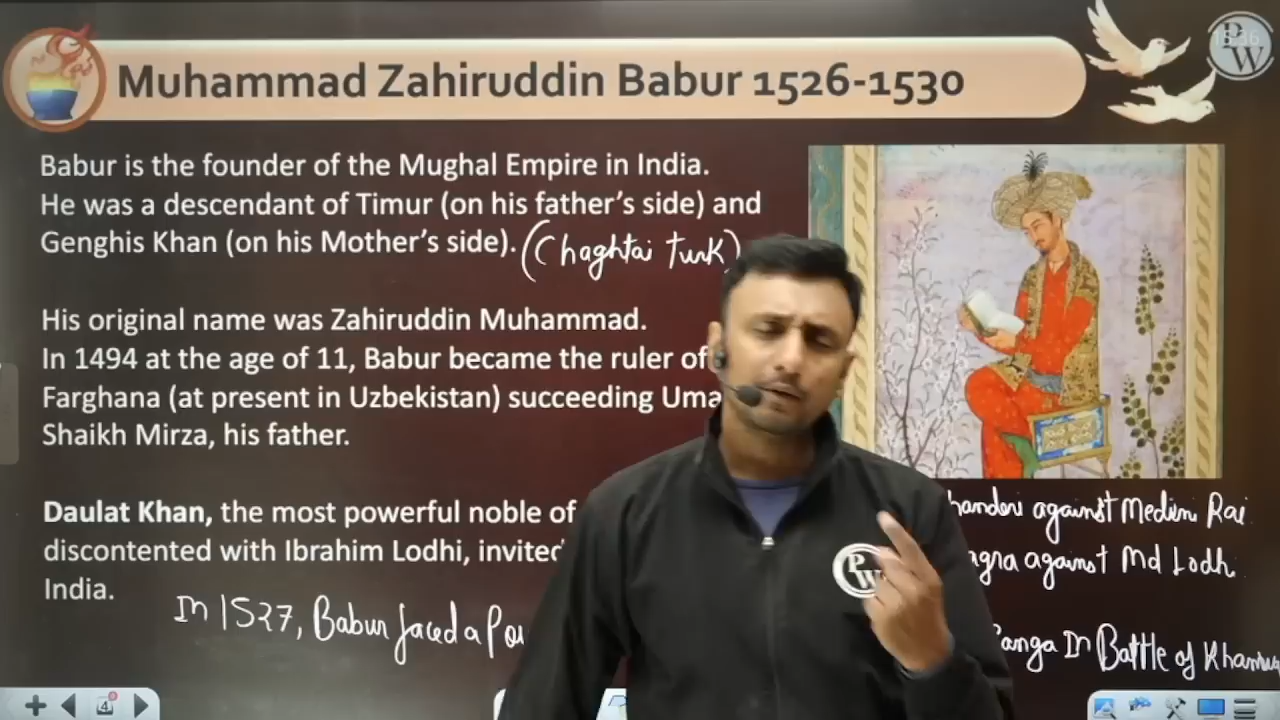 Muhammad Zahiruddin Babur 1526-1530
PW
Babur is the founder of the Mughal Empire in India.
He was a descendant of Timur (on his father's side) and
Genghis Khan (on his Mother's side). (Chaghtai Turk)
His original name was Zahiruddin Muhammad.
In 1494 at the age of 11, Babur became the ruler of
Farghana (at present in Uzbekistan) succeeding
Shaikh Mirza, his father.
Daulat Khan, the most powerful noble of
discontented with Ibrahim Lodhi, invited
India.
against Medini Rai
against Md Lodhi
In 1527, Babur faced a
In Battle of
PW
4